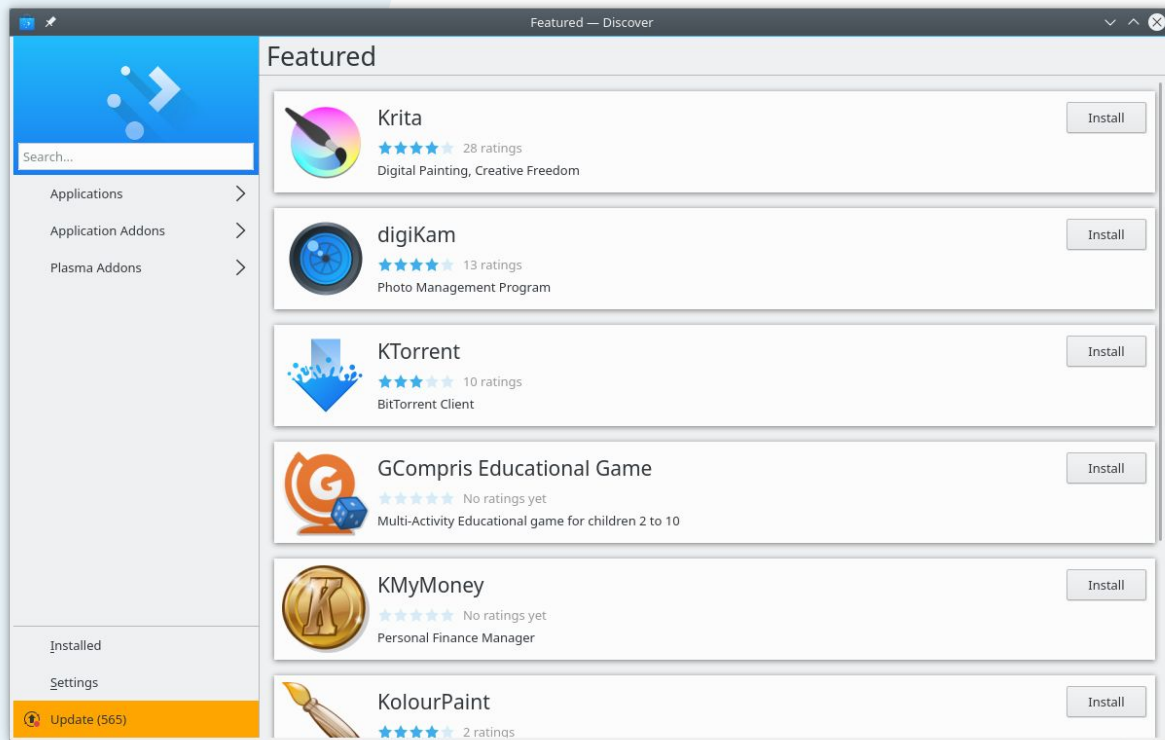 Featured — Discover
Search...
Applications
Application Addons
Plasma Addons
Installed
Settings
Update (565)
Featured
Krita
28 ratings
Digital Painting, Creative Freedom
Install
digiKam
13 ratings
Photo Management Program
Install
KTorrent
10 ratings
BitTorrent Client
Install
GCompris Educational Game
No ratings yet
Multi-Activity Educational game for children 2 to 10
Install
KMyMoney
No ratings yet
Personal Finance Manager
Install
KolourPaint
2 ratings
Install